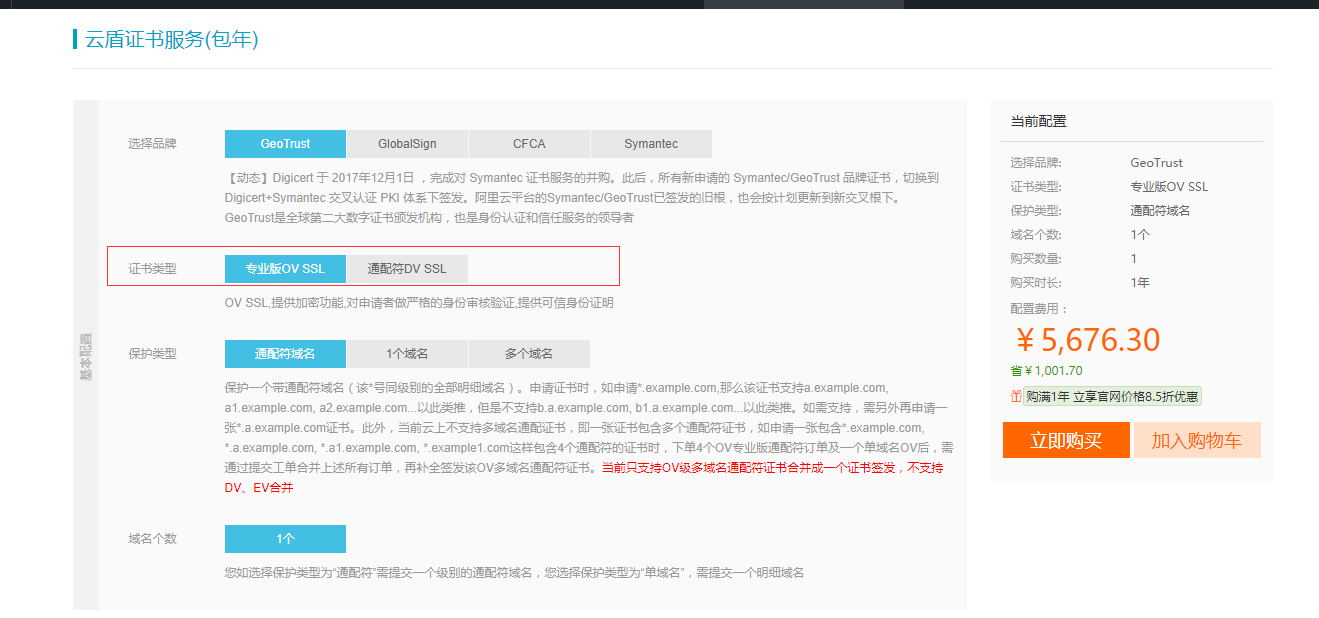 云盾证书服务(包年)
基本配置
选择品牌 GeoTrust GlobalSign CFCA Symantec
【动态】Digicert 于 2017年12月1日 ，完成对 Symantec 证书服务的并购。此后，所有新申请的 Symantec/GeoTrust 品牌证书，切换到
Digicert+Symantec 交叉认证 PKI 体系下签发。阿里云平台的Symantec/GeoTrust已签发的旧根，也会按计划更新到新交叉根下。
GeoTrust是全球第二大数字证书颁发机构，也是身份认证和信任服务的领导者
证书类型 专业版OV SSL 通配符DV SSL
OV SSL,提供加密功能,对申请者做严格的身份审核验证,提供可信身份证明
保护类型 通配符域名 1个域名 多个域名
保护一个带通配符域名（该*号同级别的全部明细域名）。申请证书时，如申请*.example.com,那么该证书支持a.example.com,
a1.example.com, a2.example.com...以此类推，但是不支持b.a.example.com, b1.a.example.com...以此类推。如需支持，需另外再申请一
张*.a.example.com证书。此外，当前云上不支持多域名通配证书，即一张证书包含多个通配符证书，如申请一张包含*.example.com,
*.a.example.com, *.a1.example.com, *.example1.com这样包含4个通配符的证书时，下单4个OV专业版通配符订单及一个单域名OV后，需
通过提交工单合并上述所有订单，再补全签发该OV多域名通配符证书。当前只支持OV级多域名通配符证书合并成一个证书签发，不支持
DV、EV合并
域名个数 1个
您如选择保护类型为“通配符”需提交一个级别的通配符域名，您选择保护类型为“单域名”，需提交一个明细域名
当前配置
选择品牌: GeoTrust
证书类型: 专业版OV SSL
保护类型: 通配符域名
域名个数: 1个
购买数量: 1
购买时长: 1年
配置费用：
￥5,676.30
省￥1,001.70
购满1年 立享官网价格8.5折优惠
立即购买 加入购物车